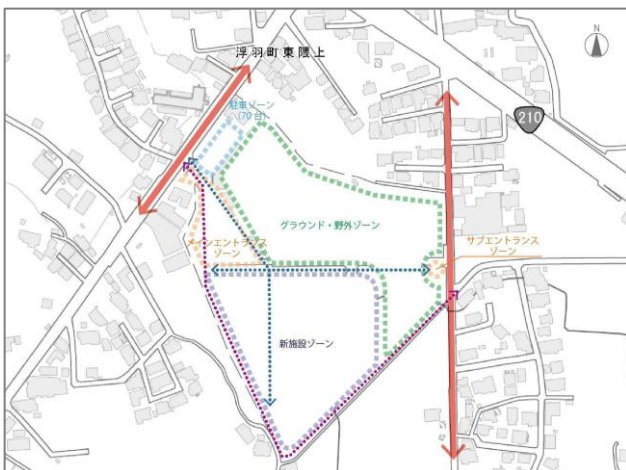 浮羽町東隈上
N
駐車ゾーン
(70台)
210
グラウンド・野外ゾーン
メインエントランス
ゾーン
サブエントランス
ゾーン
新施設ゾーン